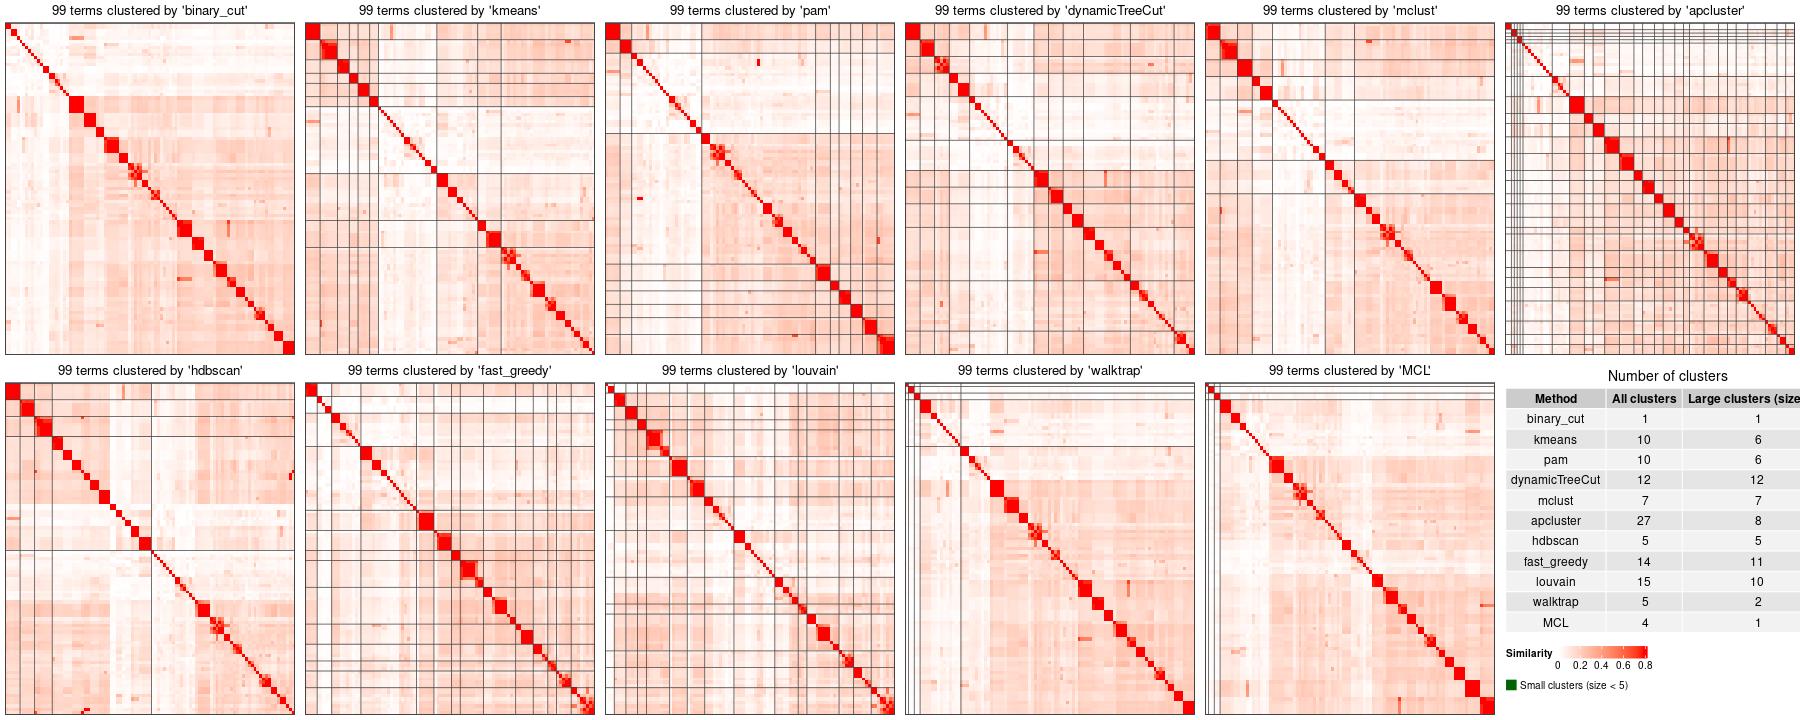 99 terms clustered by 'binary_cut'
99 terms clustered by 'kmeans'
99 terms clustered by 'pam'
99 terms clustered by 'dynamicTreeCut'
99 terms clustered by 'mclust'
99 terms clustered by 'apcluster'
99 terms clustered by 'hdbscan'
99 terms clustered by 'fast_greedy'
99 terms clustered by 'louvain'
99 terms clustered by 'walktrap'
99 terms clustered by 'MCL'
Number of clusters
Method All clusters Large clusters (size
binary_cut 1 1
kmeans 10 6
pam 10 6
dynamicTreeCut 12 12
mclust 7 7
apcluster 27 8
hdbscan 5 5
fast_greedy 14 11
louvain 15 10
walktrap 5 2
MCL 4 1
Similarity
0 0.2 0.4 0.6 0.8
Small clusters (size < 5)